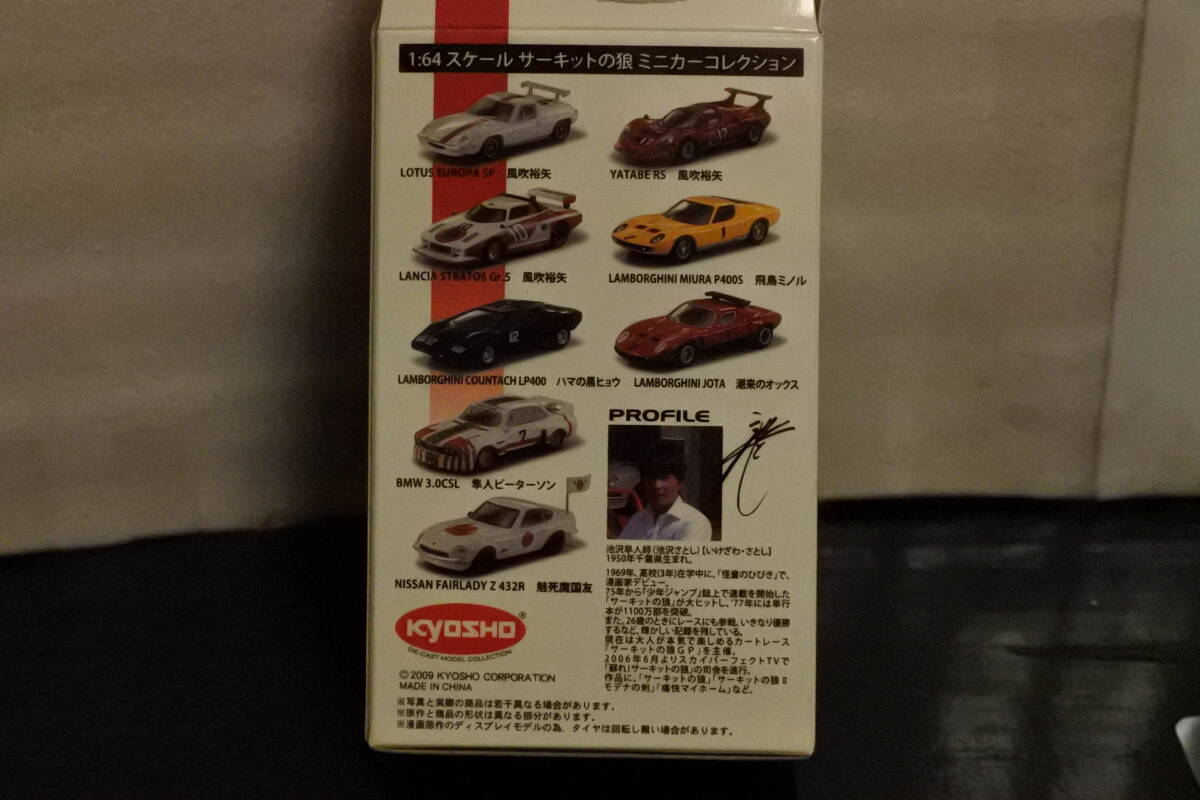 1:64 スケール サーキットの狼 ミニカーコレクション
LOTUS EUROPA SP 風吹裕矢
YATABE RS 風吹裕矢
LANCIA STRATOS Gr.5 風吹裕矢
LAMBORGHINI MIURA P400S 飛鳥ミノル
LAMBORGHINI COUNTACH LP400 ハマの黒ヒョウ
LAMBORGHINI JOTA 潮来のオックス
BMW 3.0CSL 隼人ピーターソン
NISSAN FAIRLADY Z 432R 魅死魔国友
PROFILE
池沢早人師(池沢さとし)【いけざわ・さとし】
1950年千葉県生まれ。
1969年、高校(3年)在学中に、「怪童のひびき」で、
漫画家デビュー。
75年から「少年ジャンプ」誌上で連載を開始した
「サーキットの狼」が大ヒットし、'77年には単行
本が1100万部を突破。
また、26歳のときにレースにも参戦。いきなり優勝
するなど、輝かしい記録を残している。
現在は大人が本気で楽しめるカートレース
「サーキットの狼GP」を主催。
2006年6月よりスカイパーフェクトTVで
「蘇れ!サーキットの狼」の司会を進行。
作品に、「サーキットの狼」「サーキットの狼Ⅱ
モデナの剣」「痛快マイホーム」など。
KYOSHO®
DIE-CAST MODEL COLLECTION
©2009 KYOSHO CORPORATION
MADE IN CHINA
※写真と実際の商品は若干異なる場合があります。
※原作と商品の形状は異なる部分があります。
※漫画原作のディスプレイモデルの為、タイヤは回転し難い場合があります。